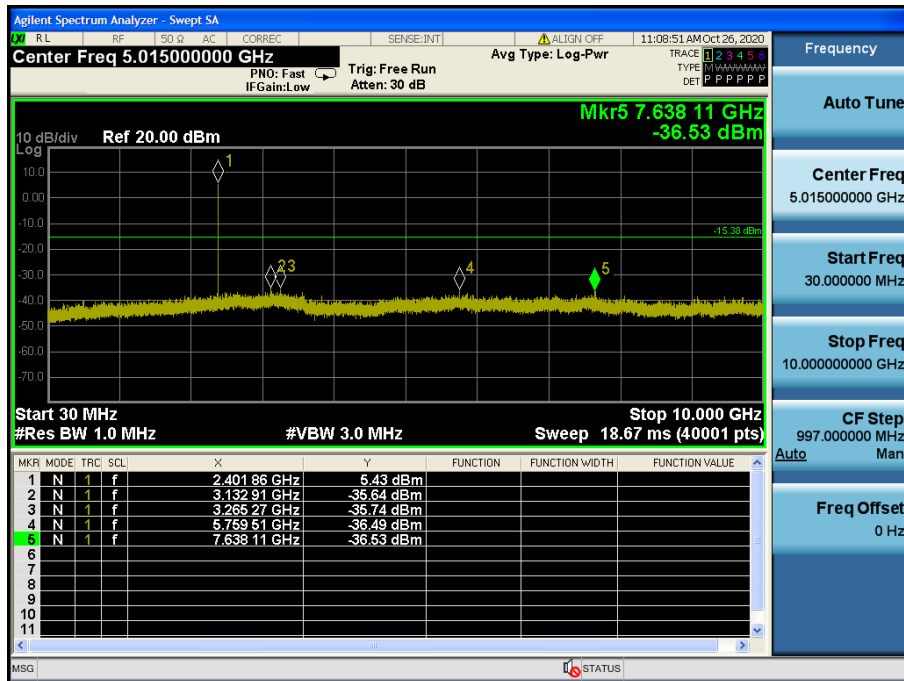 Agilent Spectrum Analyzer - Swept SA
LXI RL RF 50 Ω AC CORREC SENSE:INT ALIGN OFF 11:08:51 AM Oct 26, 2020
Center Freq 5.015000000 GHz
PNO: Fast
IFGain:Low
Trig: Free Run
Atten: 30 dB
Avg Type: Log-Pwr
TRACE 1 2 3 4 5 6
TYPE M WWWWW
DET P P P P P P
Frequency
Auto Tune
Center Freq
5.015000000 GHz
Start Freq
30.000000 MHz
Stop Freq
10.000000000 GHz
CF Step
997.000000 MHz
Auto Man
Freq Offset
0 Hz
Mkr5 7.638 11 GHz
-36.53 dBm
10 dB/div Ref 20.00 dBm
Log
10.0
0.00
-10.0
-20.0
-30.0
-40.0
-50.0
-60.0
-70.0
1
2 3
4
5
-15.38 dBm
Start 30 MHz Stop 10.000 GHz
#Res BW 1.0 MHz #VBW 3.0 MHz Sweep 18.67 ms (40001 pts)
MKR MODE TRC SCL X Y FUNCTION FUNCTION WIDTH FUNCTION VALUE
1 N 1 f 2.401 86 GHz 5.43 dBm
2 N 1 f 3.132 91 GHz -35.64 dBm
3 N 1 f 3.265 27 GHz -35.74 dBm
4 N 1 f 5.759 51 GHz -36.49 dBm
5 N 1 f 7.638 11 GHz -36.53 dBm
6
7
8
9
10
11
MSG STATUS